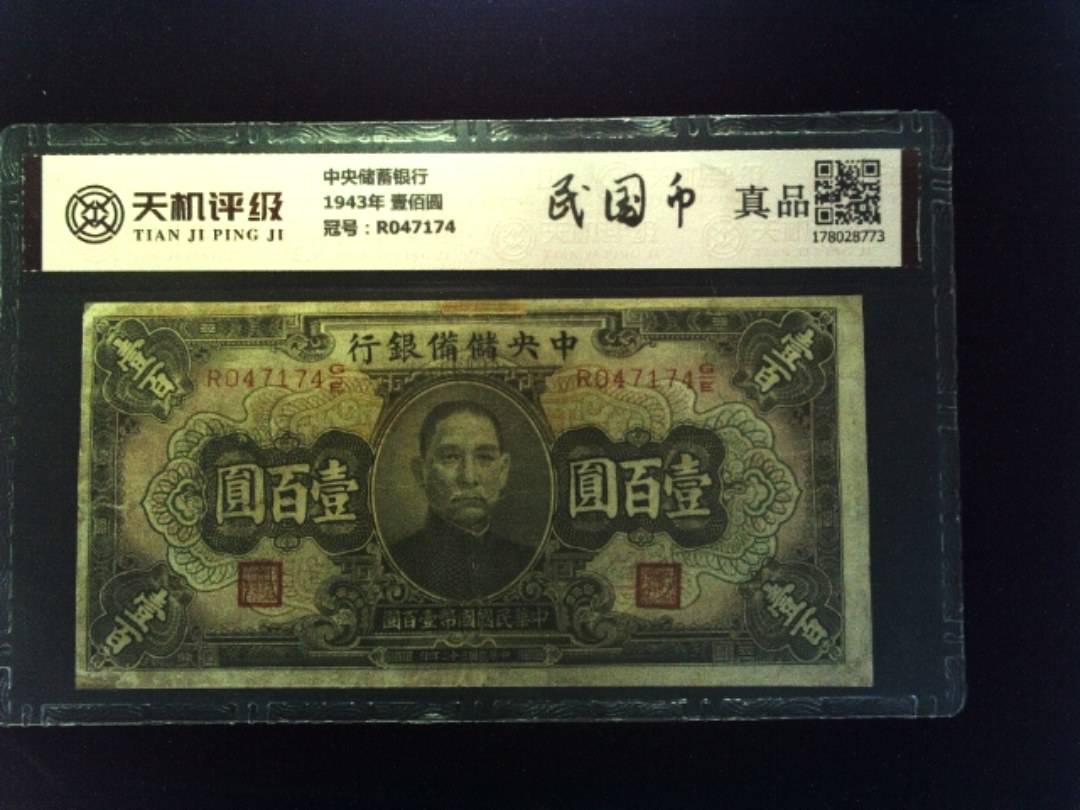 天机评级
TIAN JI PING JI
中央储蓄银行
1943年 壹佰圆
冠号：R047174
民国币
真品
178028773
行銀備儲央中
壹百
壹百
R047174
R047174
圓百壹
圓百壹
圓百壹幣國國民華中
壹百
壹百